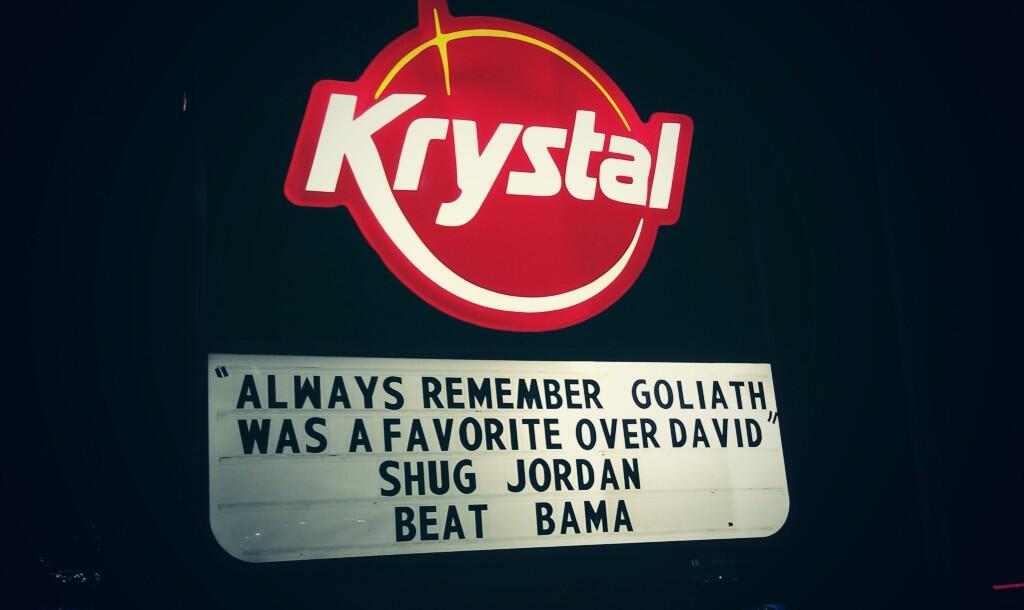 Krystal
"ALWAYS REMEMBER GOLIATH
WAS A FAVORITE OVER DAVID"
SHUG JORDAN
BEAT BAMA